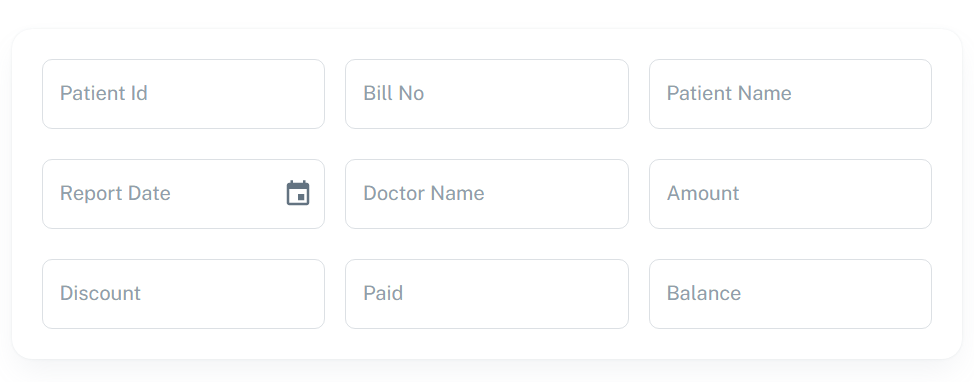 Patient Id
Bill No
Patient Name
Report Date
Doctor Name
Amount
Discount
Paid
Balance